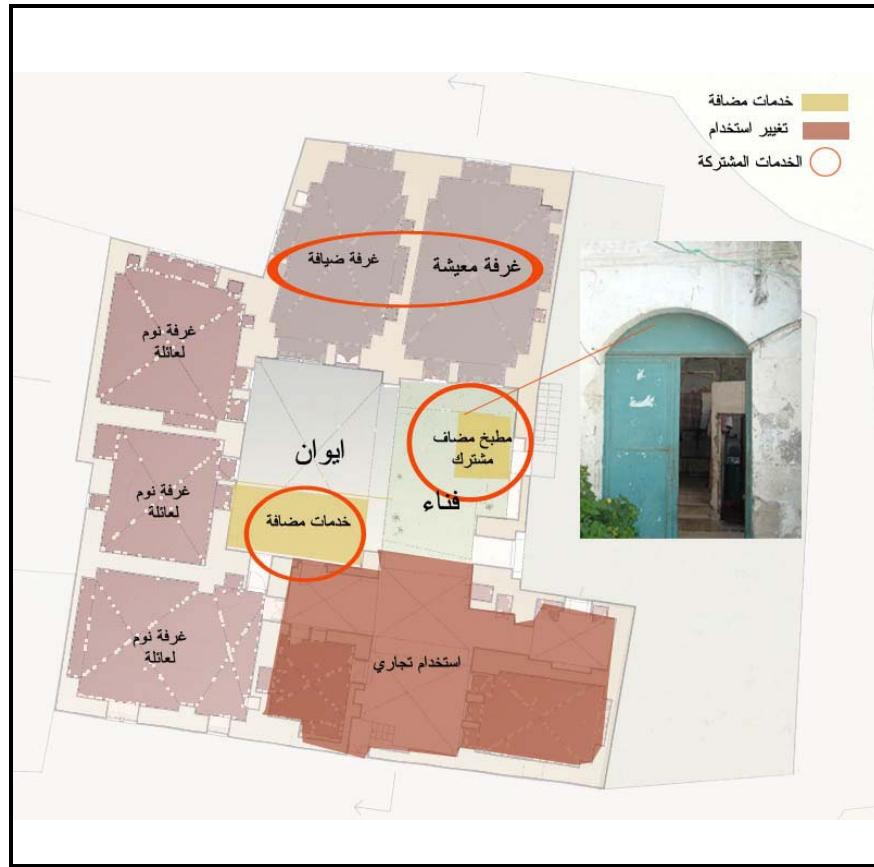 خدمات مضافة
تغيير استخدام
الخدمات المشتركة
غرفة معيشة
غرفة ضيافة
غرفة نوم
لعائلة
مطبخ مضاف
مشترك
ايوان
فناء
غرفة نوم
لعائلة
خدمات مضافة
غرفة نوم
لعائلة
استخدام تجاري